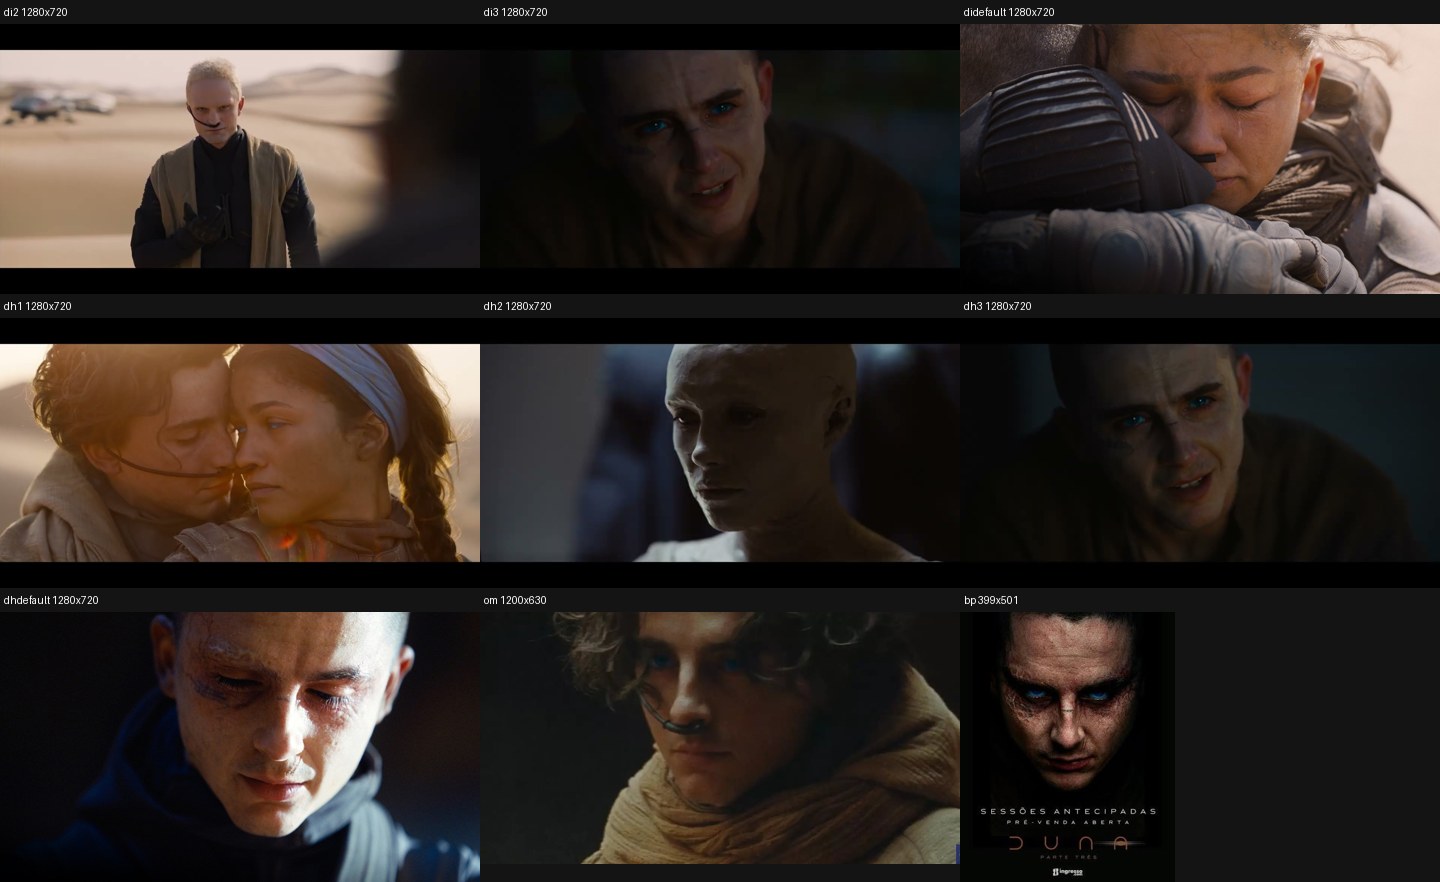 di2 1280x720
di3 1280x720
didefault 1280x720
dh1 1280x720
dh2 1280x720
dh3 1280x720
dhdefault 1280x720
om 1200x630
bp 399x501
SESSÕES ANTECIPADAS
PRÉ-VENDA ABERTA
DUNA
PARTE TRÊS
ingresso